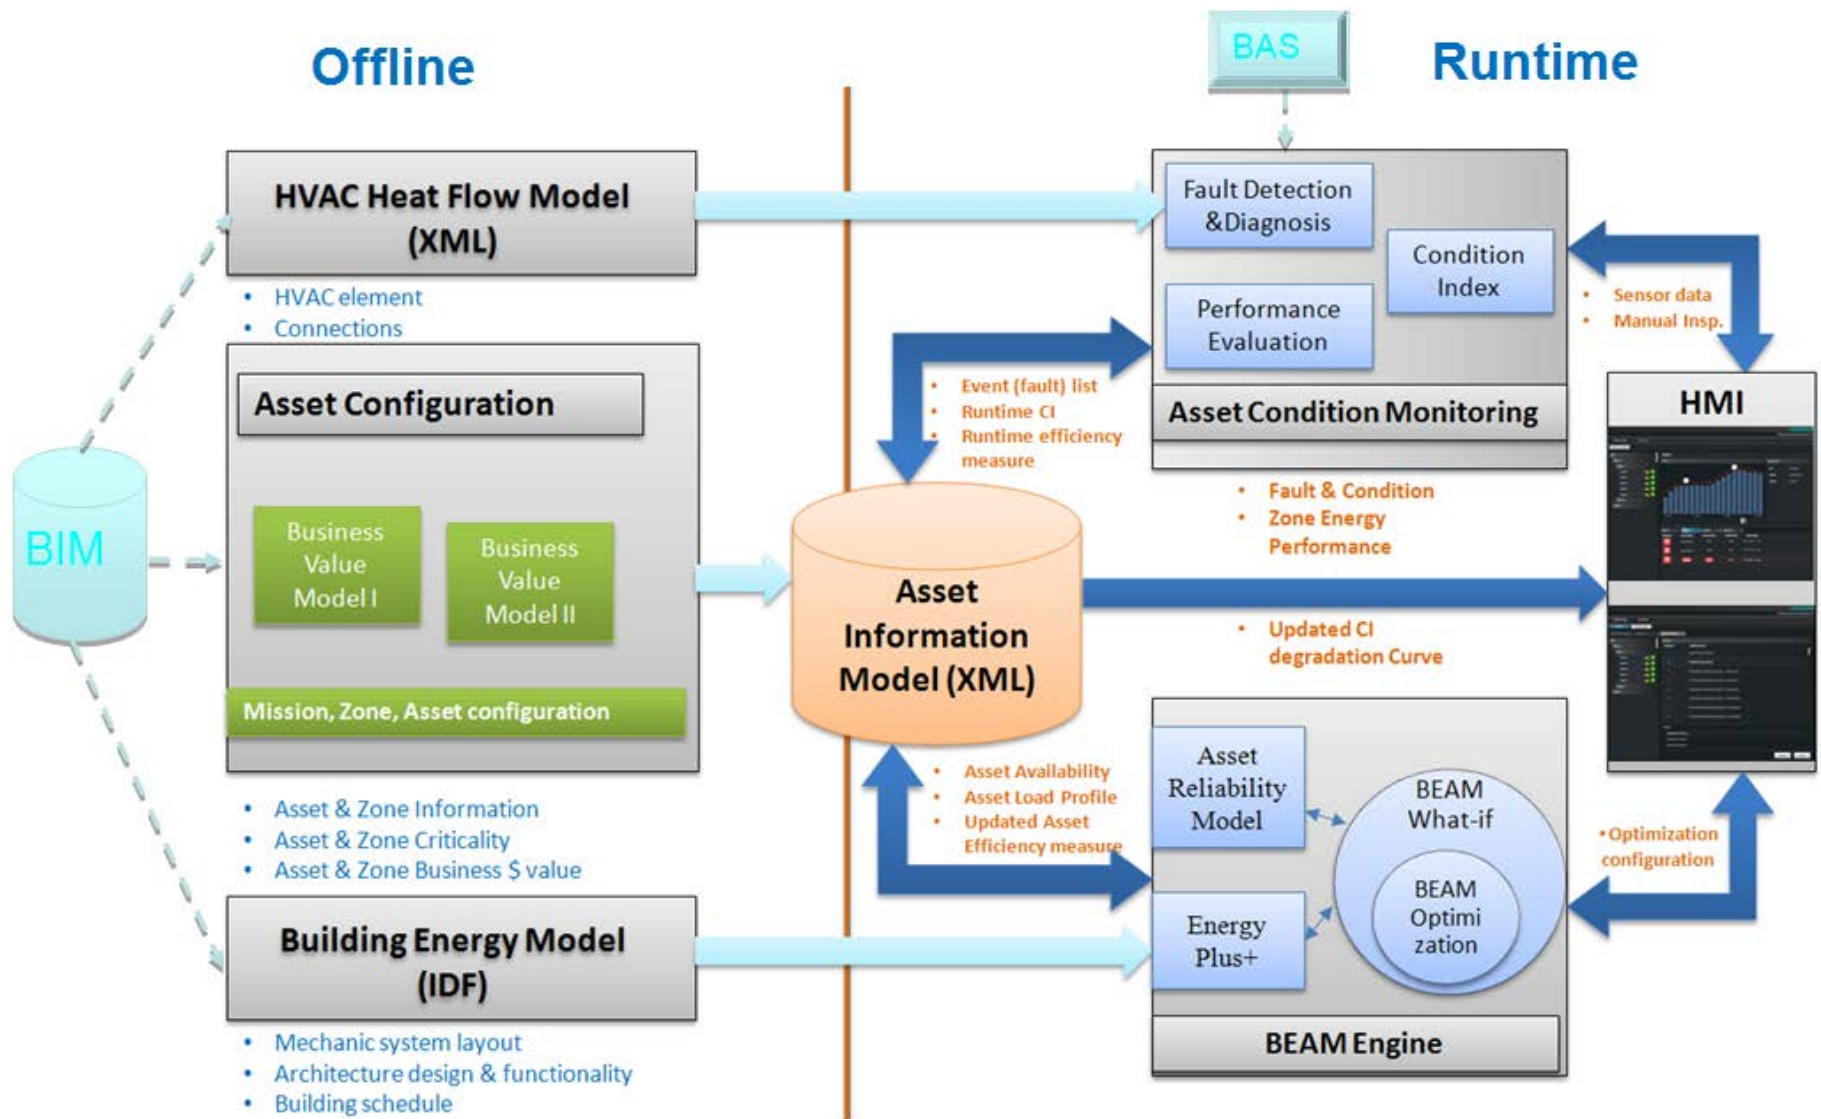 Offline
BAS
Runtime
HVAC Heat Flow Model
(XML)
• HVAC element
• Connections
Asset Configuration
Business
Value
Model I
Business
Value
Model II
Mission, Zone, Asset configuration
• Asset & Zone Information
• Asset & Zone Criticality
• Asset & Zone Business $ value
BIM
Building Energy Model
(IDF)
• Mechanic system layout
• Architecture design & functionality
• Building schedule
Asset
Information
Model (XML)
• Event (fault) list
• Runtime CI
• Runtime efficiency
measure
• Asset Availability
• Asset Load Profile
• Updated Asset
Efficiency measure
Fault Detection
&Diagnosis
Condition
Index
Performance
Evaluation
Asset Condition Monitoring
• Sensor data
• Manual Insp.
• Fault & Condition
• Zone Energy
Performance
• Updated CI
degradation Curve
HMI
Asset
Reliability
Model
BEAM
What-if
BEAM
Optimi
zation
Energy
Plus+
BEAM Engine
•Optimization
configuration